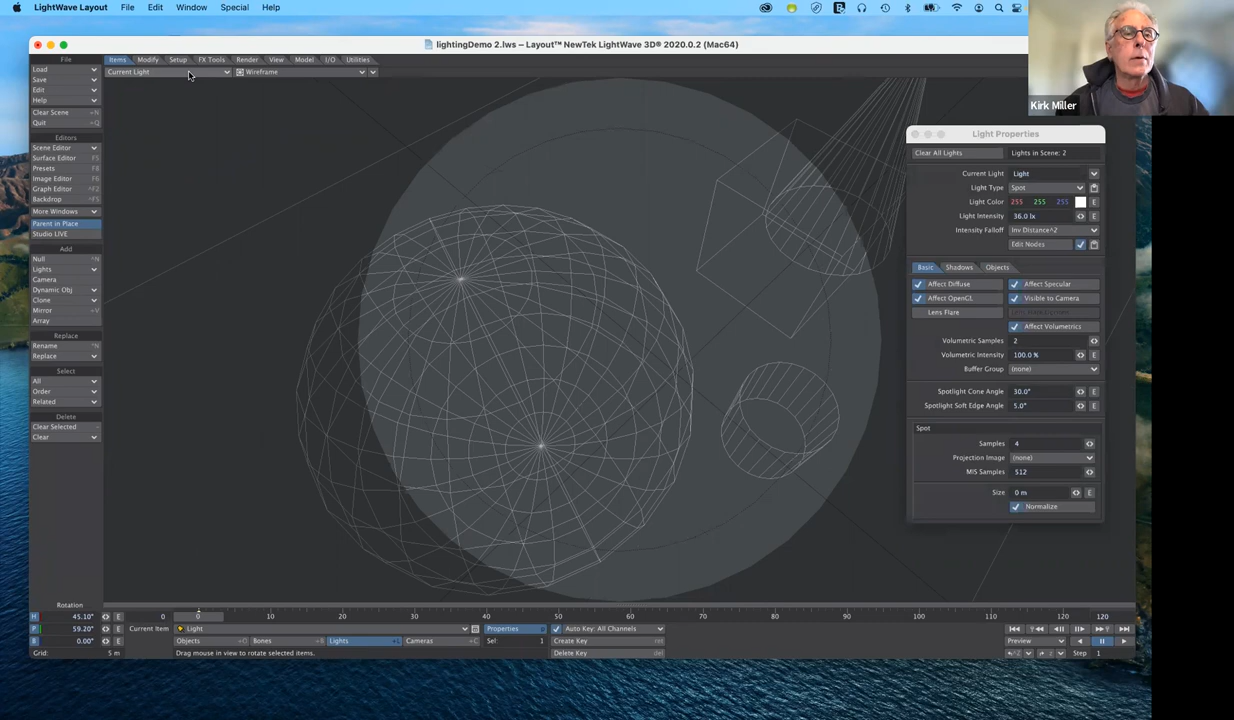 LightWave Layout File Edit Window Special Help
lightingDemo 2.lws – Layout™ NewTek LightWave 3D® 2020.0.2 (Mac64)
File Items Modify Setup FX Tools Render View Model I/O Utilities
Current Light Wireframe
Load
Save
Edit
Help
Clear Scene
Quit
Editors
Scene Editor
Surface Editor F5
Presets F8
Image Editor F6
Graph Editor ^F2
Backdrop ^F5
More Windows
Parent in Place
Studio LIVE
Add
Null
Lights
Camera
Dynamic Obj
Clone
Mirror
Array
Replace
Rename
Replace
Select
All
Order
Related
Delete
Clear Selected
Clear
Kirk Miller
Light Properties
Clear All Lights Lights in Scene: 2
Current Light Light
Light Type Spot
Light Color 255 255 255 E
Light Intensity 36.0 lx E
Intensity Falloff Inv Distance^2
Edit Nodes
Basic Shadows Objects
Affect Diffuse Affect Specular
Affect OpenGL Visible to Camera
Lens Flare
Affect Volumetrics
Volumetric Samples 2
Volumetric Intensity 100.0 % E
Buffer Group (none)
Spotlight Cone Angle 30.0° E
Spotlight Soft Edge Angle 5.0° E
Spot
Samples 4
Projection Image (none)
MIS Samples 512
Size 0 m E
Normalize
Rotation
H 45.10° E 0 0 10 20 30 40 50 60 70 80 90 100 110 120 120
P 59.20° E Current Item Light Properties Auto Key: All Channels
B 0.00° E Objects Bones Lights Cameras Sel: 1 Create Key Preview
Grid: 5 m Drag mouse in view to rotate selected items. Delete Key del Step 1